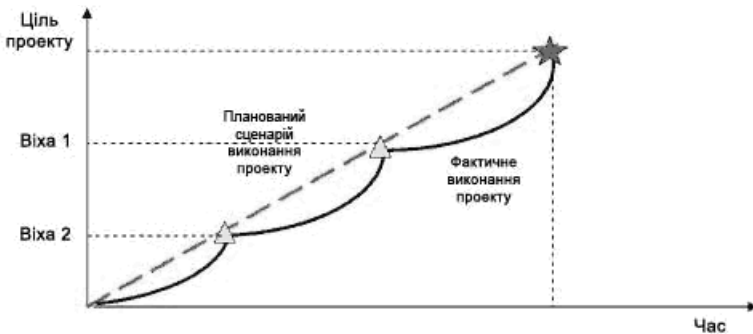 Ціль
проекту
Планований
сценарій
виконання
проекту
Віха 1
Фактичне
виконання
проекту
Віха 2
Час